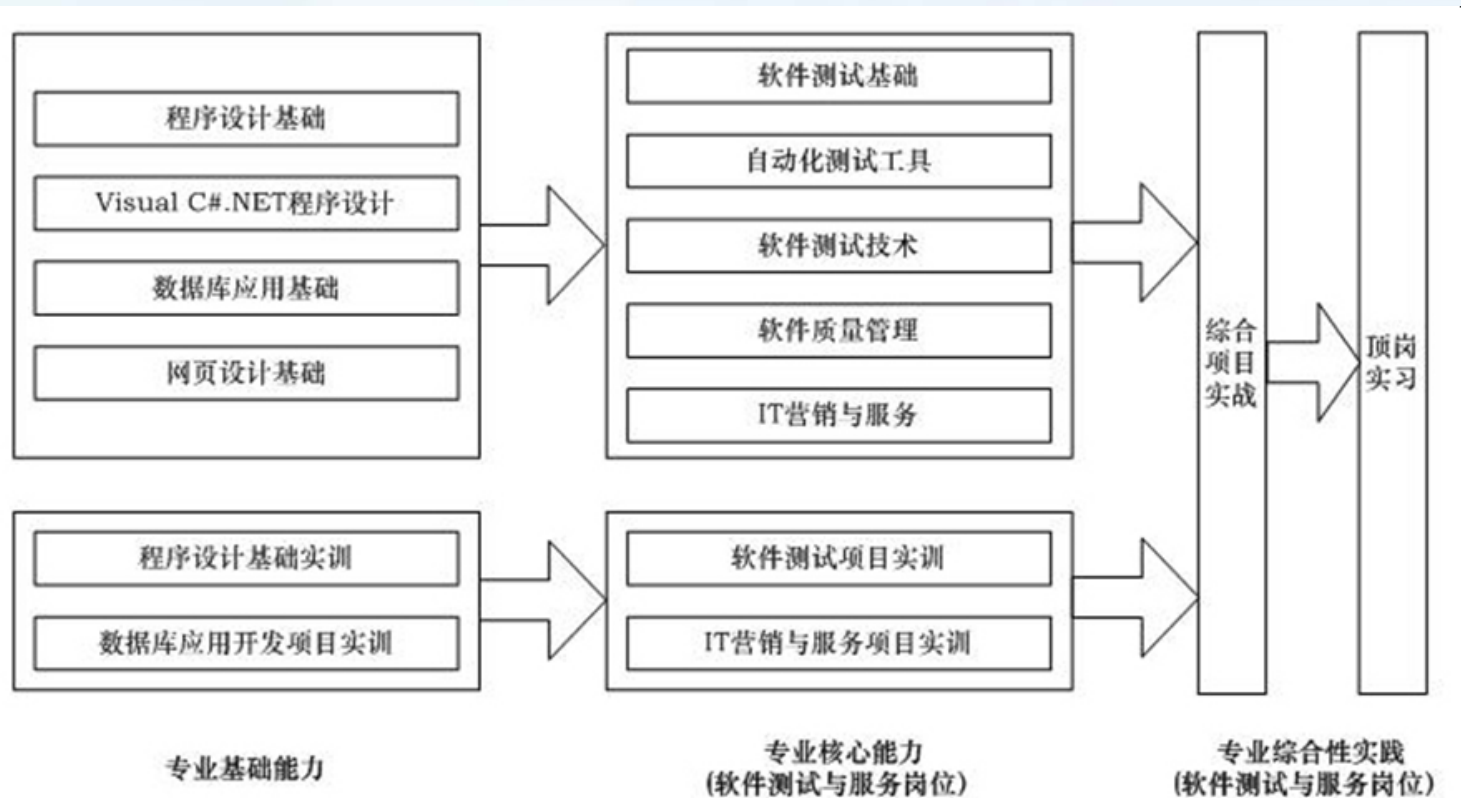 程序设计基础
Visual C#.NET程序设计
数据库应用基础
网页设计基础
程序设计基础实训
数据库应用开发项目实训
专业基础能力
软件测试基础
自动化测试工具
软件测试技术
软件质量管理
IT营销与服务
软件测试项目实训
IT营销与服务项目实训
专业核心能力
(软件测试与服务岗位)
综合
项目
实战
顶岗
实习
专业综合性实践
(软件测试与服务岗位)